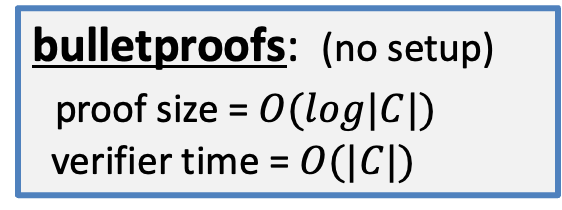 bulletproofs: (no setup)
proof size = O(log|C|)
verifier time = O(|C|)